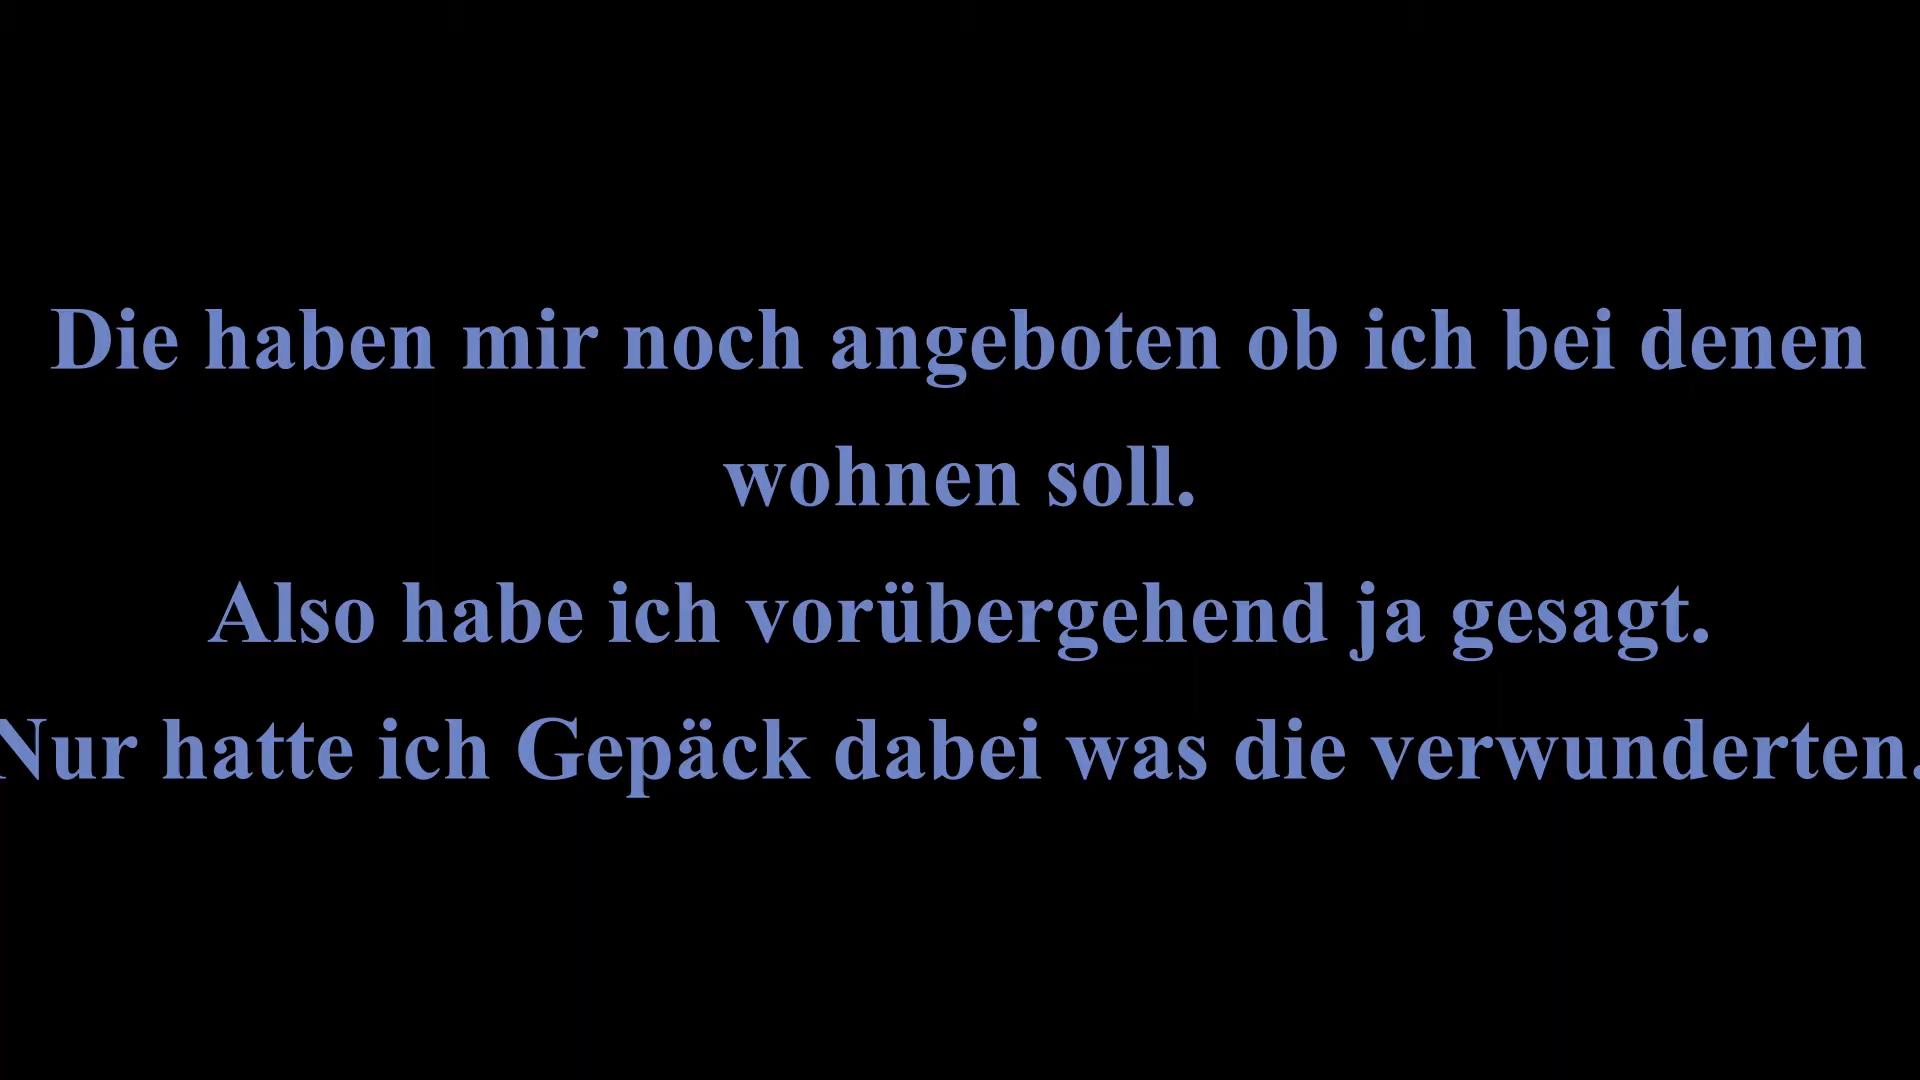 Die haben mir noch angeboten ob ich bei denen
wohnen soll.
Also habe ich vorübergehend ja gesagt.
Nur hatte ich Gepäck dabei was die verwunderten.